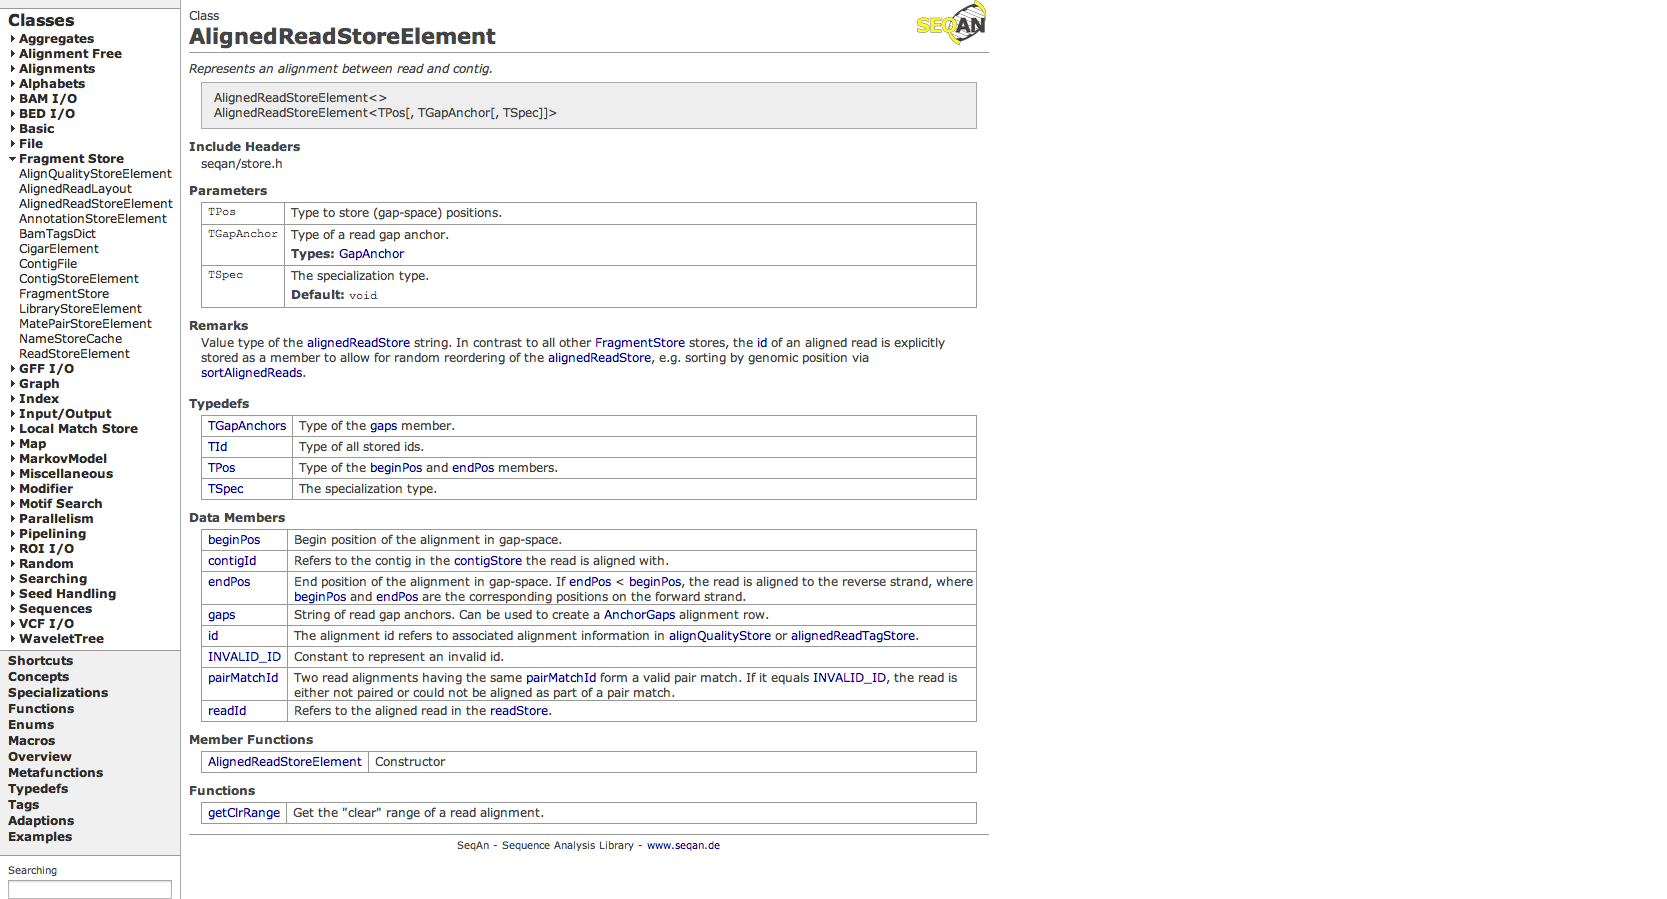 Classes
Aggregates
Alignment Free
Alignments
Alphabets
BAM I/O
BED I/O
Basic
File
Fragment Store
AlignQualityStoreElement
AlignedReadLayout
AlignedReadStoreElement
AnnotationStoreElement
BamTagsDict
CigarElement
ContigFile
ContigStoreElement
FragmentStore
LibraryStoreElement
MatePairStoreElement
NameStoreCache
ReadStoreElement
GFF I/O
Graph
Index
Input/Output
Local Match Store
Map
MarkovModel
Miscellaneous
Modifier
Motif Search
Parallelism
Pipelining
ROI I/O
Random
Searching
Seed Handling
Sequences
VCF I/O
WaveletTree
Shortcuts
Concepts
Specializations
Functions
Enums
Macros
Overview
Metafunctions
Typedefs
Tags
Adaptions
Examples
Searching
Class
AlignedReadStoreElement
SEQAN
Represents an alignment between read and contig.
AlignedReadStoreElement<>
AlignedReadStoreElement<TPos[, TGapAnchor[, TSpec]]>
Include Headers
seqan/store.h
Parameters
TPos Type to store (gap-space) positions.
TGapAnchor Type of a read gap anchor.
Types: GapAnchor
TSpec The specialization type.
Default: void
Remarks
Value type of the alignedReadStore string. In contrast to all other FragmentStore stores, the id of an aligned read is explicitly
stored as a member to allow for random reordering of the alignedReadStore, e.g. sorting by genomic position via
sortAlignedReads.
Typedefs
TGapAnchors Type of the gaps member.
TId Type of all stored ids.
TPos Type of the beginPos and endPos members.
TSpec The specialization type.
Data Members
beginPos Begin position of the alignment in gap-space.
contigId Refers to the contig in the contigStore the read is aligned with.
endPos End position of the alignment in gap-space. If endPos < beginPos, the read is aligned to the reverse strand, where
beginPos and endPos are the corresponding positions on the forward strand.
gaps String of read gap anchors. Can be used to create a AnchorGaps alignment row.
id The alignment id refers to associated alignment information in alignQualityStore or alignedReadTagStore.
INVALID_ID Constant to represent an invalid id.
pairMatchId Two read alignments having the same pairMatchId form a valid pair match. If it equals INVALID_ID, the read is
either not paired or could not be aligned as part of a pair match.
readId Refers to the aligned read in the readStore.
Member Functions
AlignedReadStoreElement Constructor
Functions
getClrRange Get the "clear" range of a read alignment.
SeqAn - Sequence Analysis Library - www.seqan.de